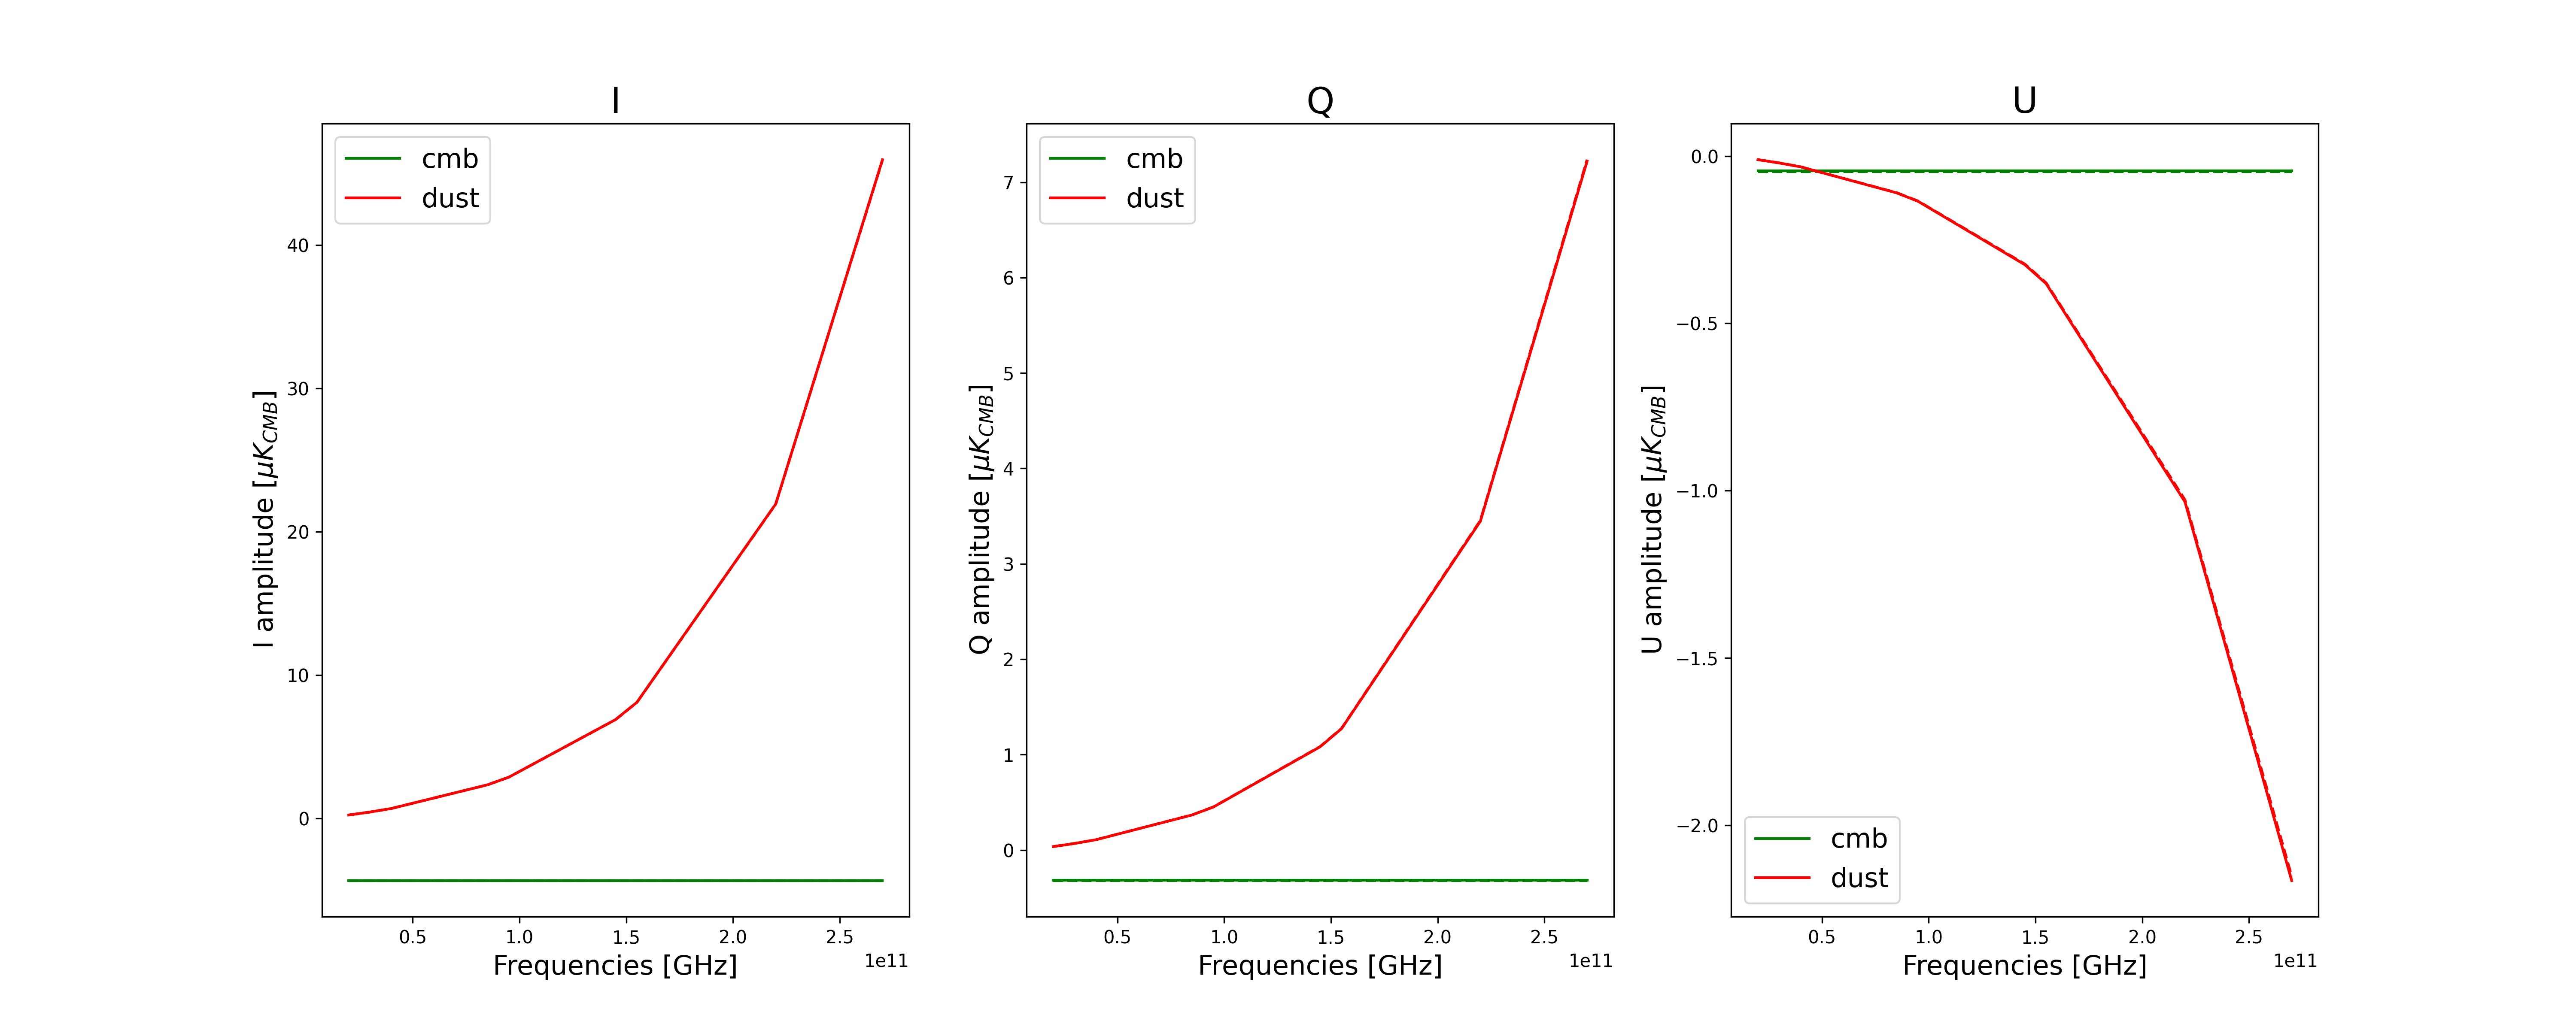 I
cmb
dust
I amplitude [μK_CMB]
40
30
20
10
0
0.5 1.0 1.5 2.0 2.5
1e11
Frequencies [GHz]
Q
cmb
dust
Q amplitude [μK_CMB]
7
6
5
4
3
2
1
0
0.5 1.0 1.5 2.0 2.5
1e11
Frequencies [GHz]
U
U amplitude [μK_CMB]
0.0
−0.5
−1.0
−1.5
−2.0
cmb
dust
0.5 1.0 1.5 2.0 2.5
1e11
Frequencies [GHz]